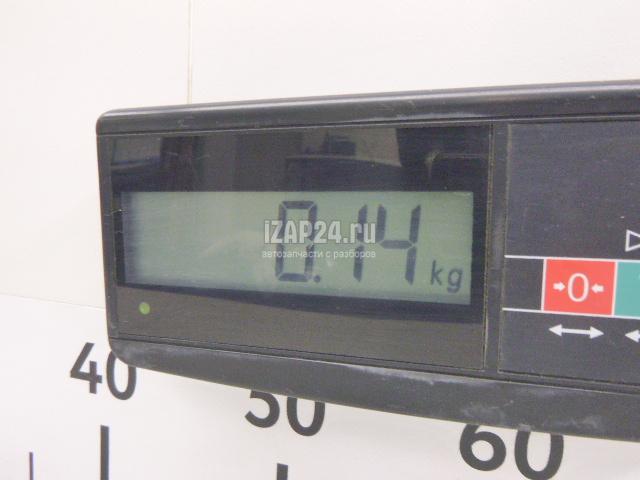 0.14 kg
iZAP24.ru
автозапчасти с разборов
→0←
40 50 60